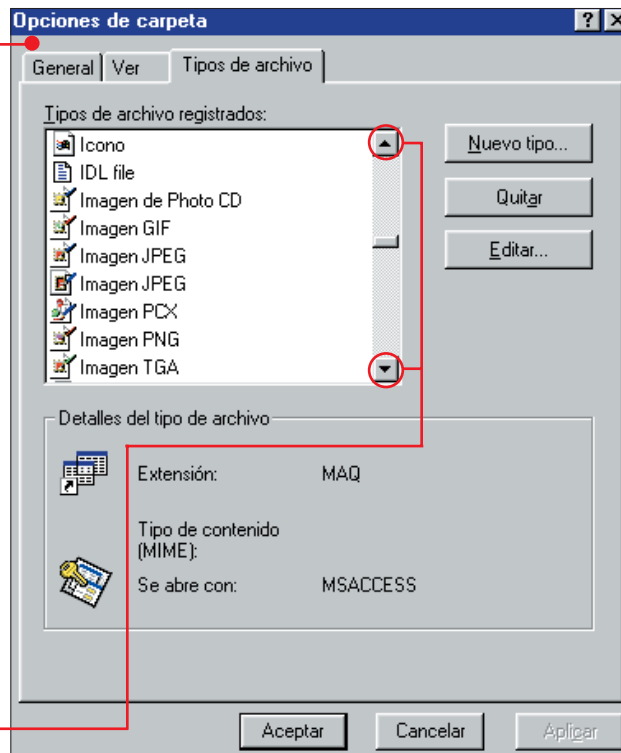 Opciones de carpeta
General Ver Tipos de archivo
Tipos de archivo registrados:
Icono
IDL file
Imagen de Photo CD
Imagen GIF
Imagen JPEG
Imagen JPEG
Imagen PCX
Imagen PNG
Imagen TGA
Nuevo tipo...
Quitar
Editar...
Detalles del tipo de archivo
Extensión: MAQ
Tipo de contenido
(MIME):
Se abre con: MSACCESS
Aceptar Cancelar Aplicar